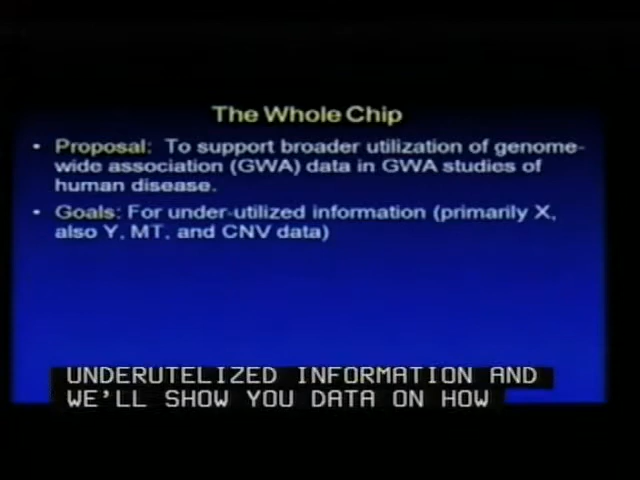 The Whole Chip
• Proposal: To support broader utilization of genome-
wide association (GWA) data in GWA studies of
human disease.
• Goals: For under-utilized information (primarily X,
also Y, MT, and CNV data)
UNDERUTELIZED INFORMATION AND
WE'LL SHOW YOU DATA ON HOW